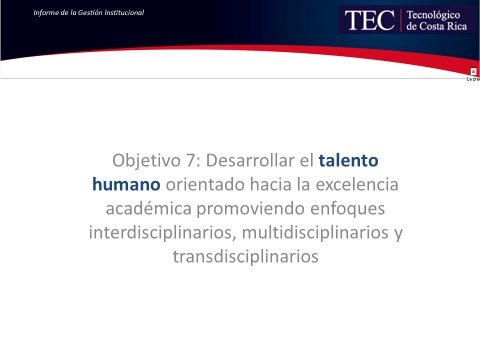 Informe de la Gestión Institucional
TEC | Tecnológico
de Costa Rica
Objetivo 7: Desarrollar el talento
humano orientado hacia la excelencia
académica promoviendo enfoques
interdisciplinarios, multidisciplinarios y
transdisciplinarios